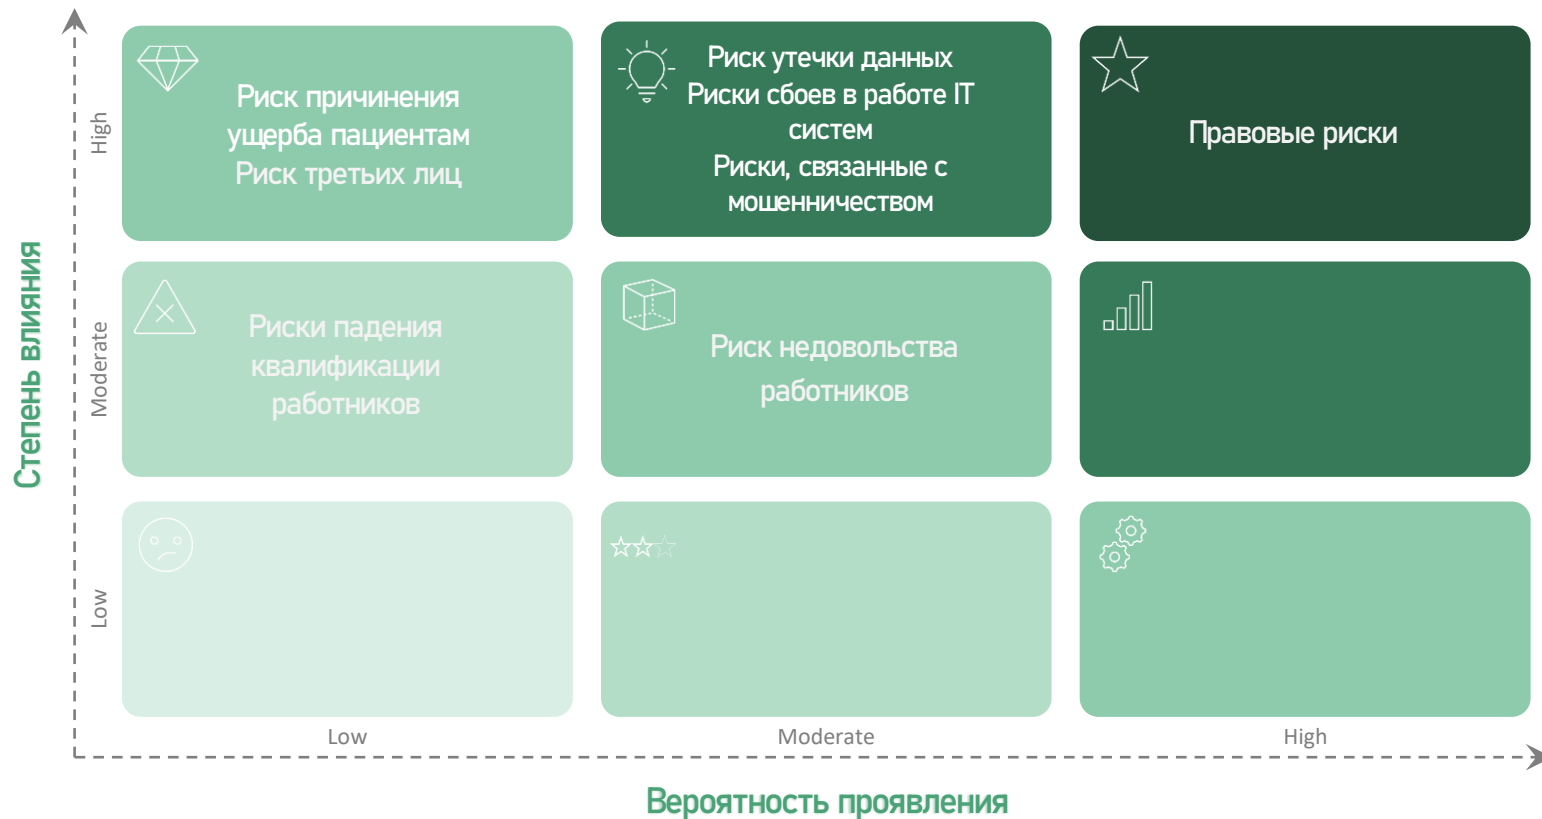 Степень влияния
High
Риск причинения
ущерба пациентам
Риск третьих лиц
Риск утечки данных
Риски сбоев в работе IT
систем
Риски, связанные с
мошенничеством
Правовые риски
Moderate
Риски падения
квалификации
работников
Риск недовольства
работников
Low
Low
Moderate
High
Вероятность проявления